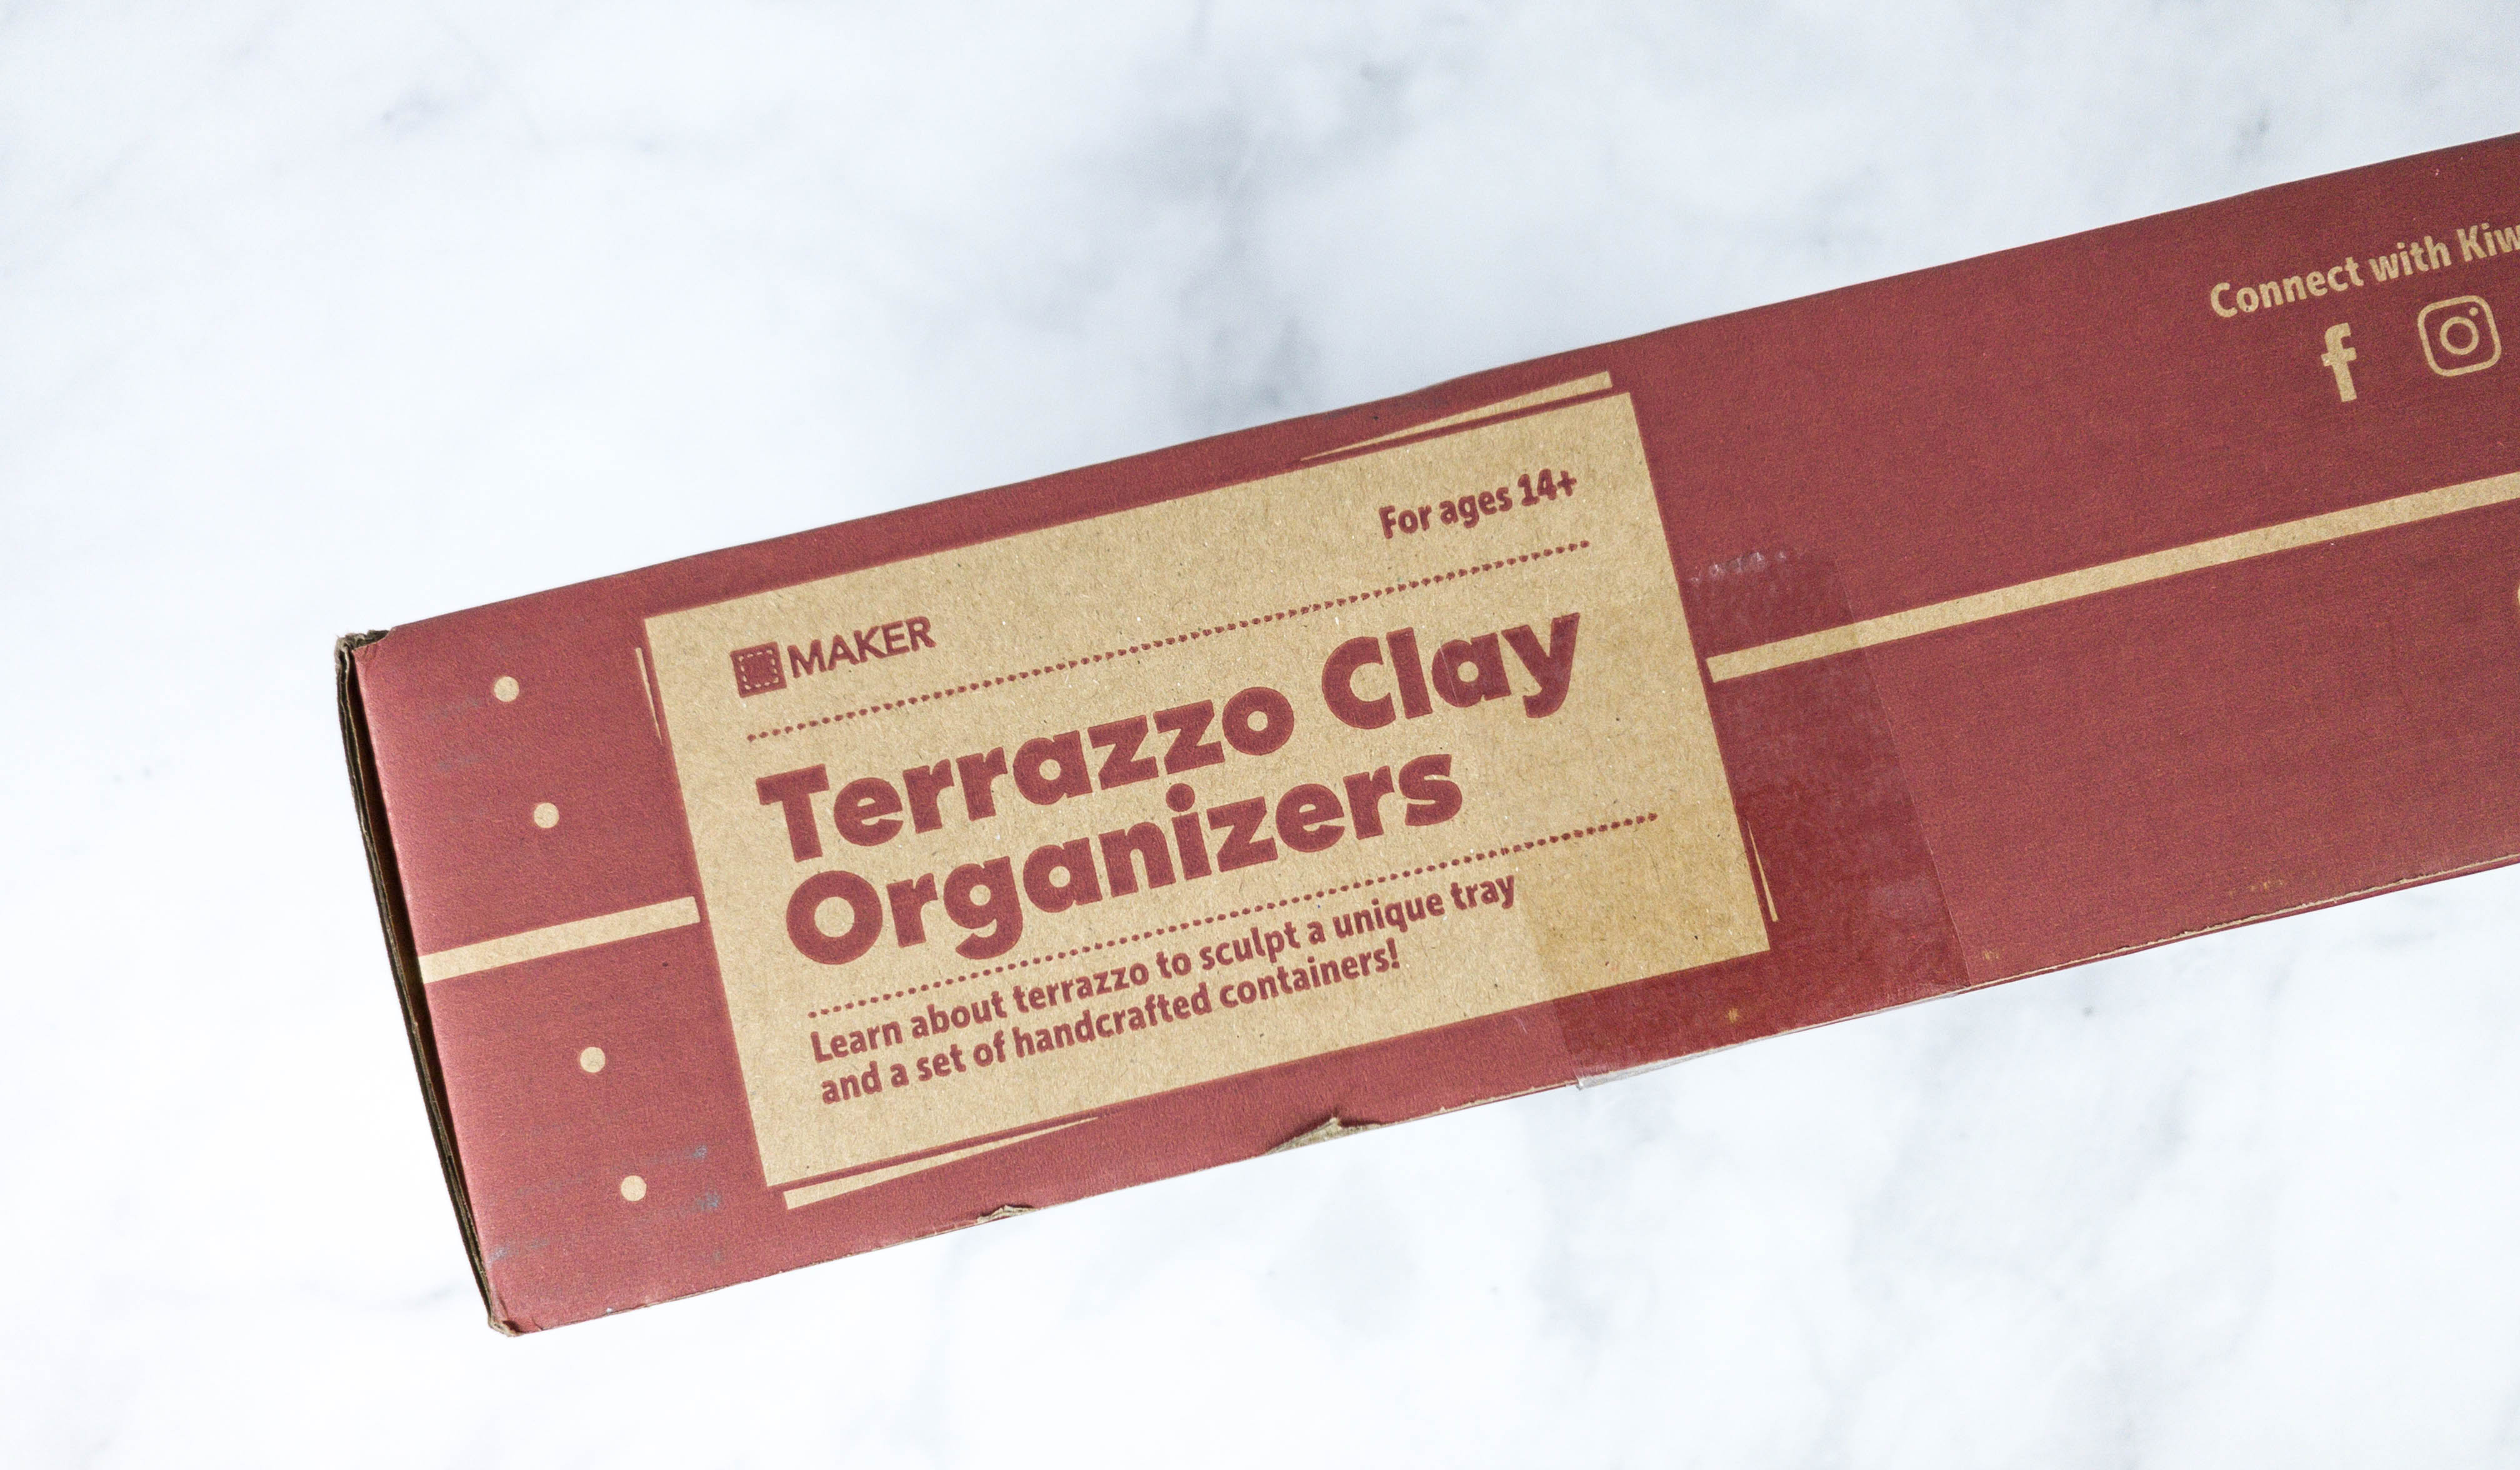 MAKER
For ages 14+
Terrazzo Clay
Organizers
Learn about terrazzo to sculpt a unique tray
and a set of handcrafted containers!
Connect with